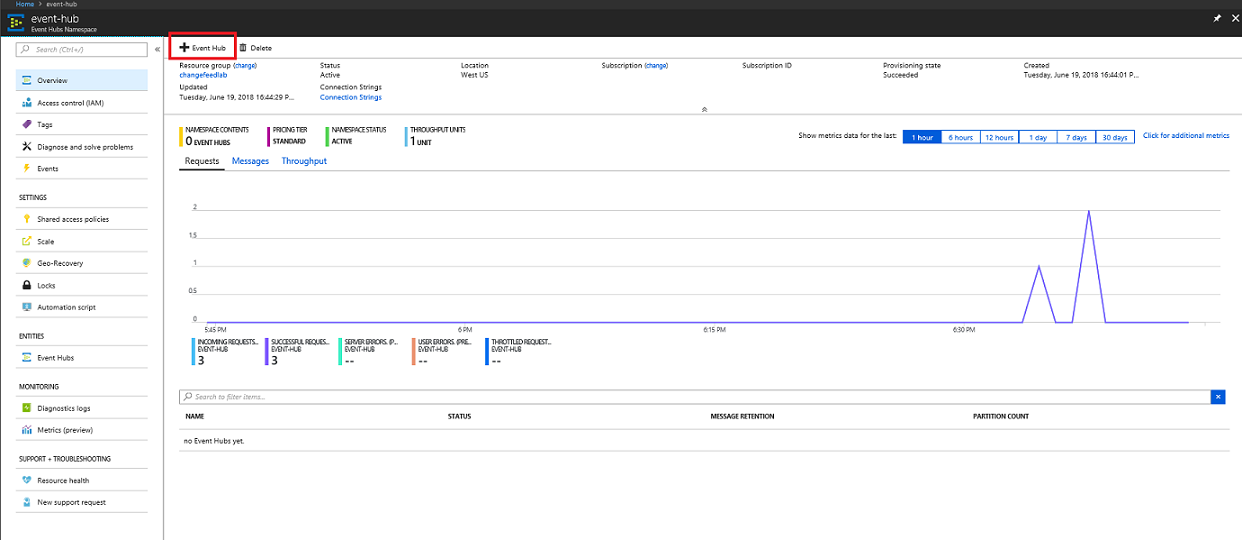 Home > event-hub
event-hub
Event Hubs Namespace
Search (Ctrl+/)
Overview
Access control (IAM)
Tags
Diagnose and solve problems
Events
SETTINGS
Shared access policies
Scale
Geo-Recovery
Locks
Automation script
ENTITIES
Event Hubs
MONITORING
Diagnostics logs
Metrics (preview)
SUPPORT + TROUBLESHOOTING
Resource health
New support request
Event Hub Delete
Resource group (change) Status Location Subscription (change) Subscription ID Provisioning state Created
changefeedlab Active West US Succeeded Tuesday, June 19, 2018 16:44:01 P...
Updated Connection Strings
Tuesday, June 19, 2018 16:44:29 P... Connection Strings
NAMESPACE CONTENTS PRICING TIER NAMESPACE STATUS THROUGHPUT UNITS
0 EVENT HUBS STANDARD ACTIVE 1 UNIT
Show metrics data for the last: 1 hour 6 hours 12 hours 1 day 7 days 30 days Click for additional metrics
Requests Messages Throughput
2
1.5
1
0.5
0
5:45 PM 6 PM 6:15 PM 6:30 PM
INCOMING REQUESTS... SUCCESSFUL REQUES... SERVER ERRORS. (P... USER ERRORS. (PRE... THROTTLED REQUEST...
EVENT-HUB EVENT-HUB EVENT-HUB EVENT-HUB EVENT-HUB
3 3 -- -- --
Search to filter items...
NAME STATUS MESSAGE RETENTION PARTITION COUNT
no Event Hubs yet.